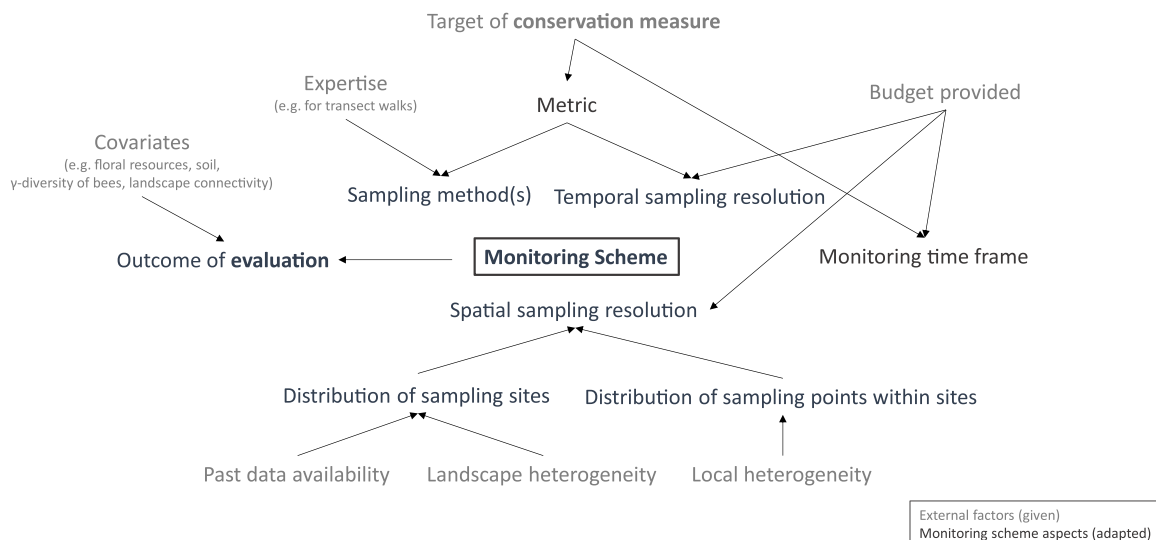 Target of conservation measure
Expertise
(e.g. for transect walks)
Metric
Budget provided
Covariates
(e.g. floral resources, soil,
γ-diversity of bees, landscape connectivity)
Sampling method(s)
Temporal sampling resolution
Outcome of evaluation
Monitoring Scheme
Monitoring time frame
Spatial sampling resolution
Distribution of sampling sites
Distribution of sampling points within sites
Past data availability
Landscape heterogeneity
Local heterogeneity
External factors (given)
Monitoring scheme aspects (adapted)